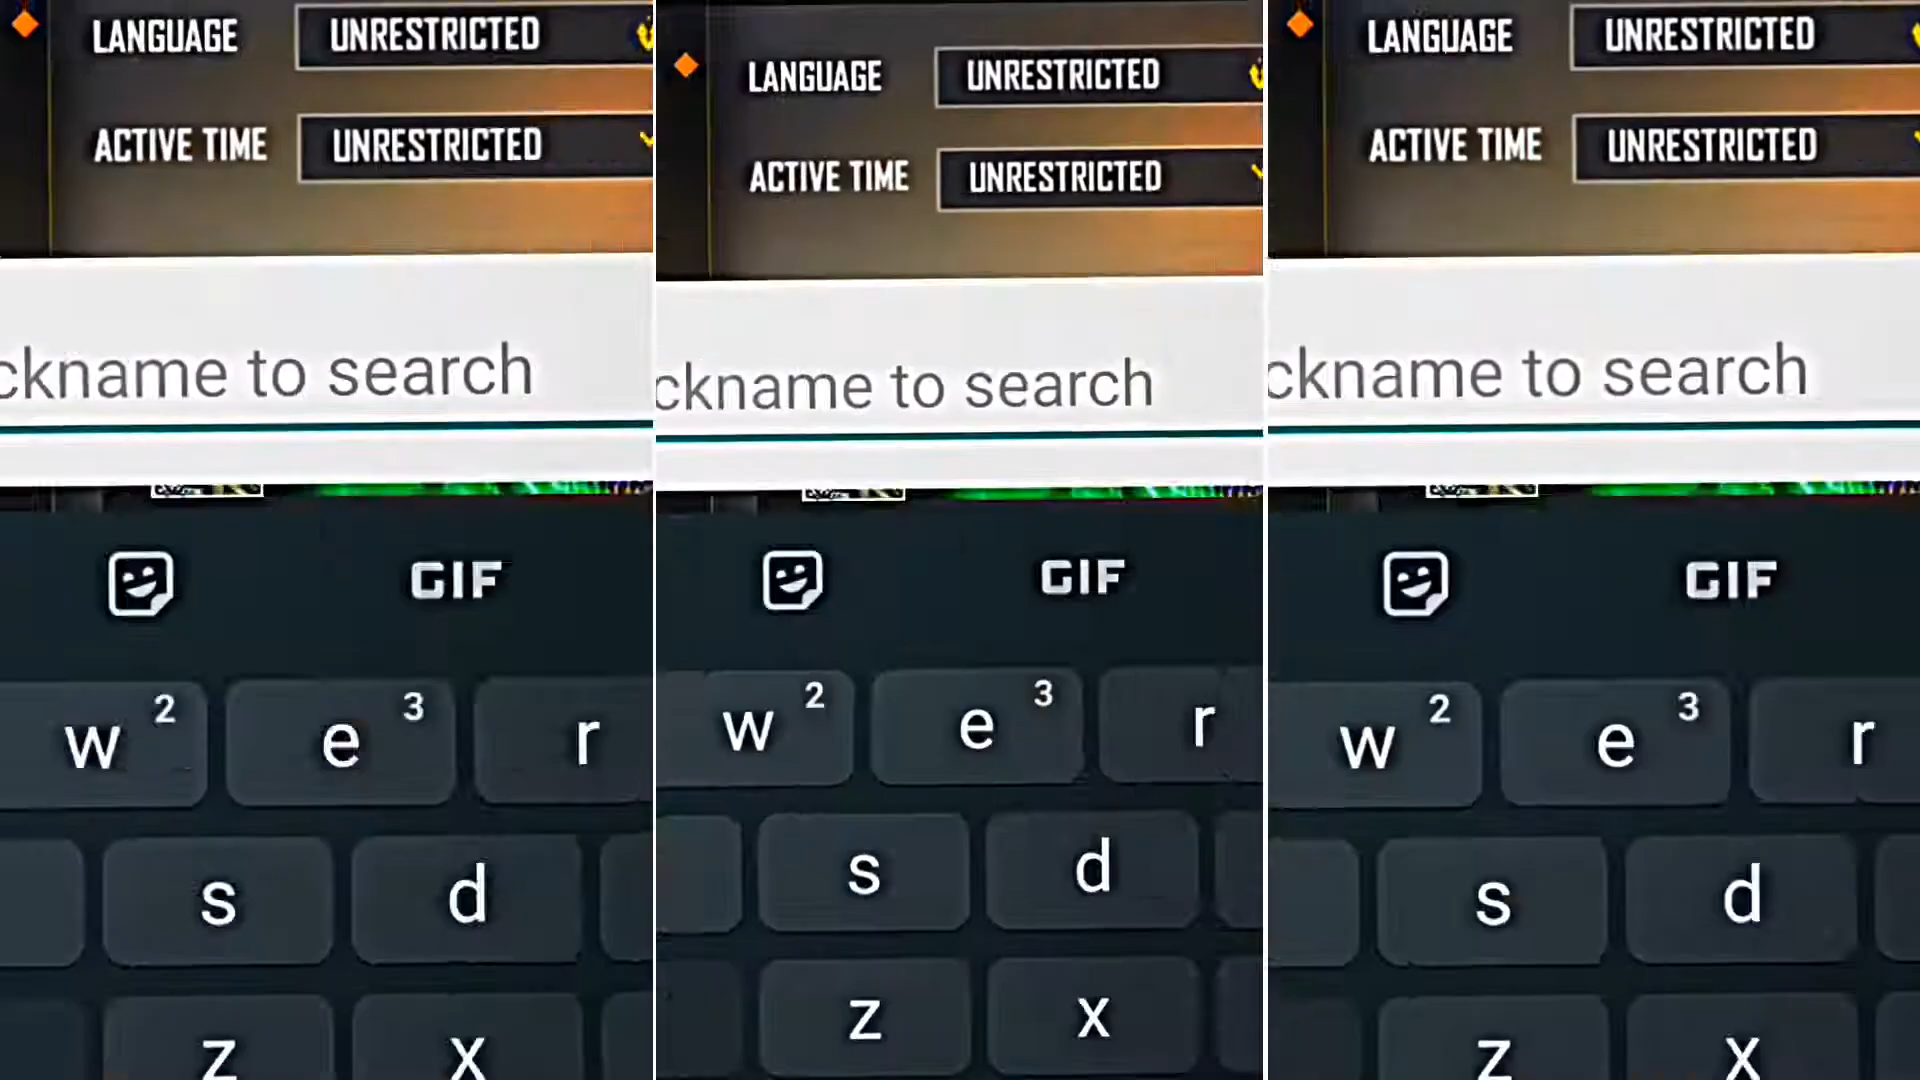 LANGUAGE UNRESTRICTED
ACTIVE TIME UNRESTRICTED
ckname to search
GIF
w 2 e 3 r
s d
z x
LANGUAGE UNRESTRICTED
ACTIVE TIME UNRESTRICTED
ckname to search
GIF
w 2 e 3 r
s d
z x
LANGUAGE UNRESTRICTED
ACTIVE TIME UNRESTRICTED
ckname to search
GIF
w 2 e 3 r
s d
z x